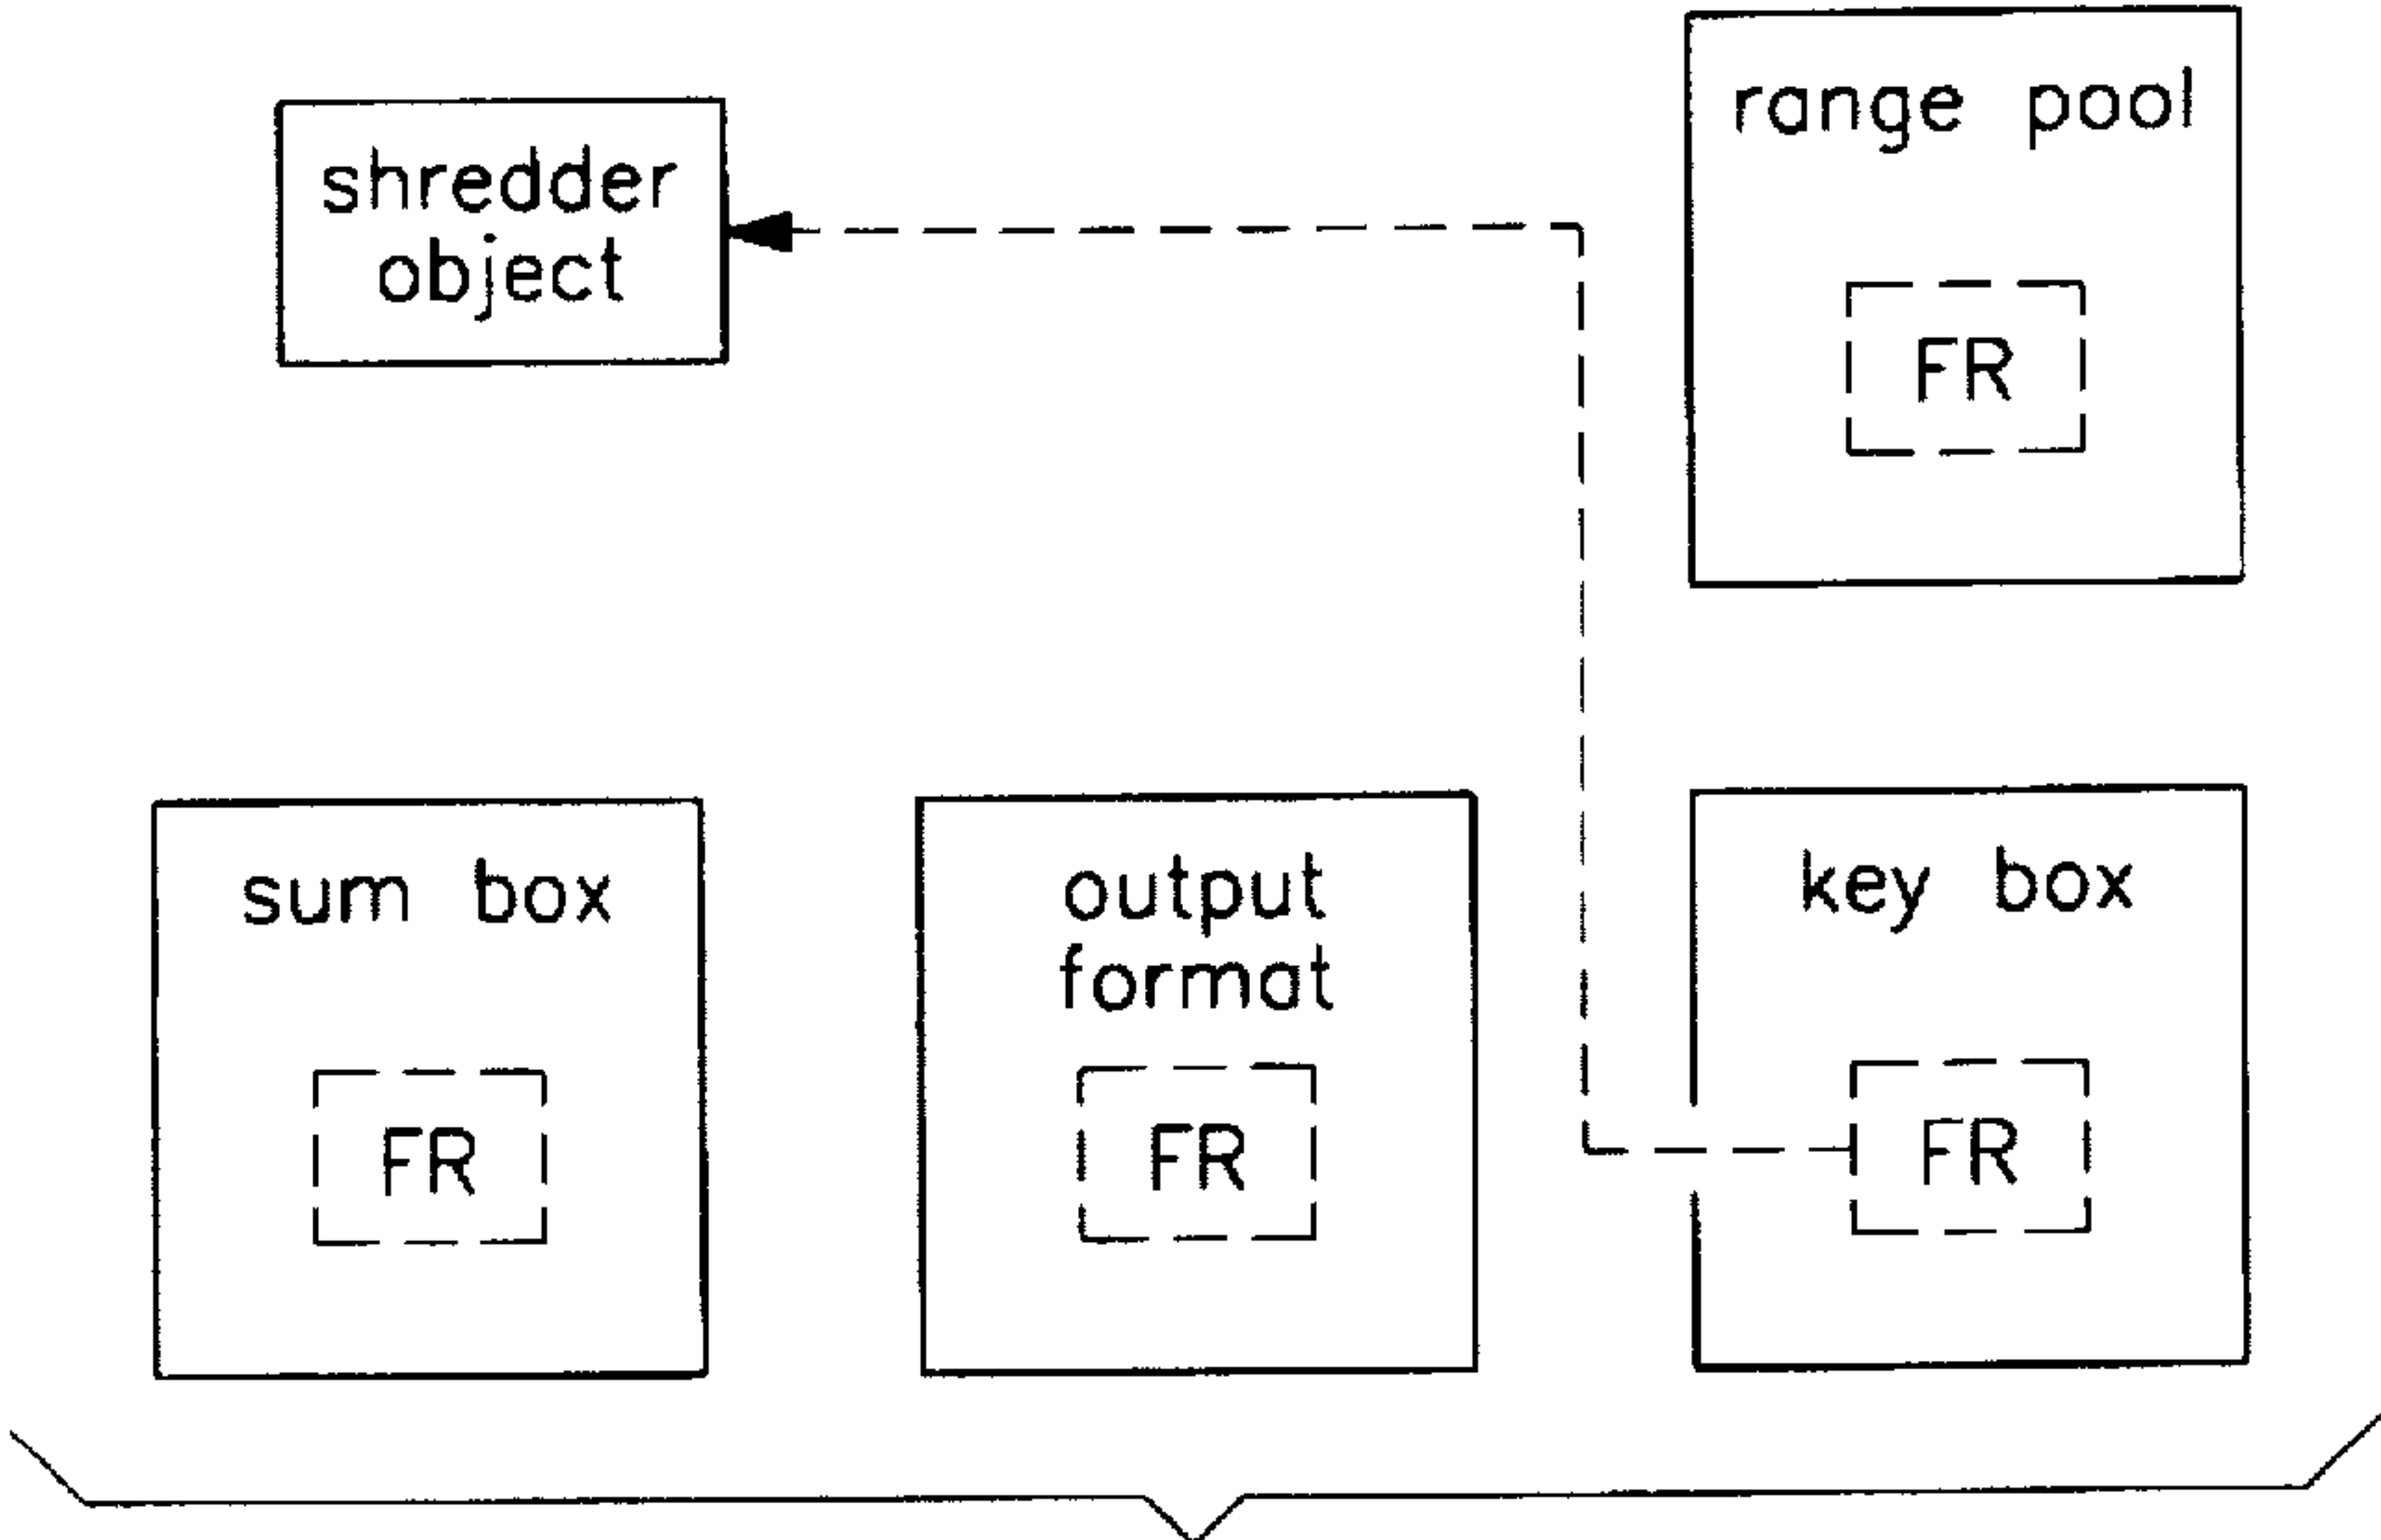 range pool
shredder
object
FR
sum box
output
format
key box
FR
FR
FR